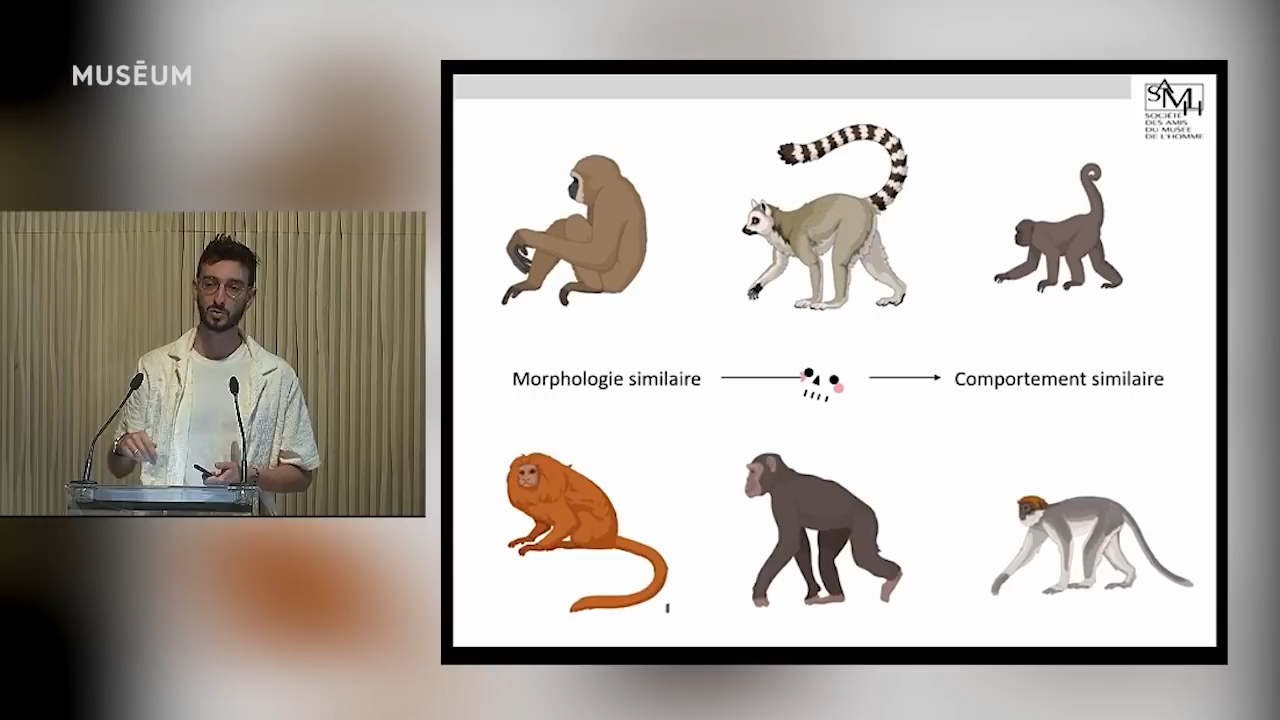 MUSĒUM
SAMH
SOCIÉTÉ
DES AMIS
DU MUSÉE
DE L'HOMME
Morphologie similaire
Comportement similaire